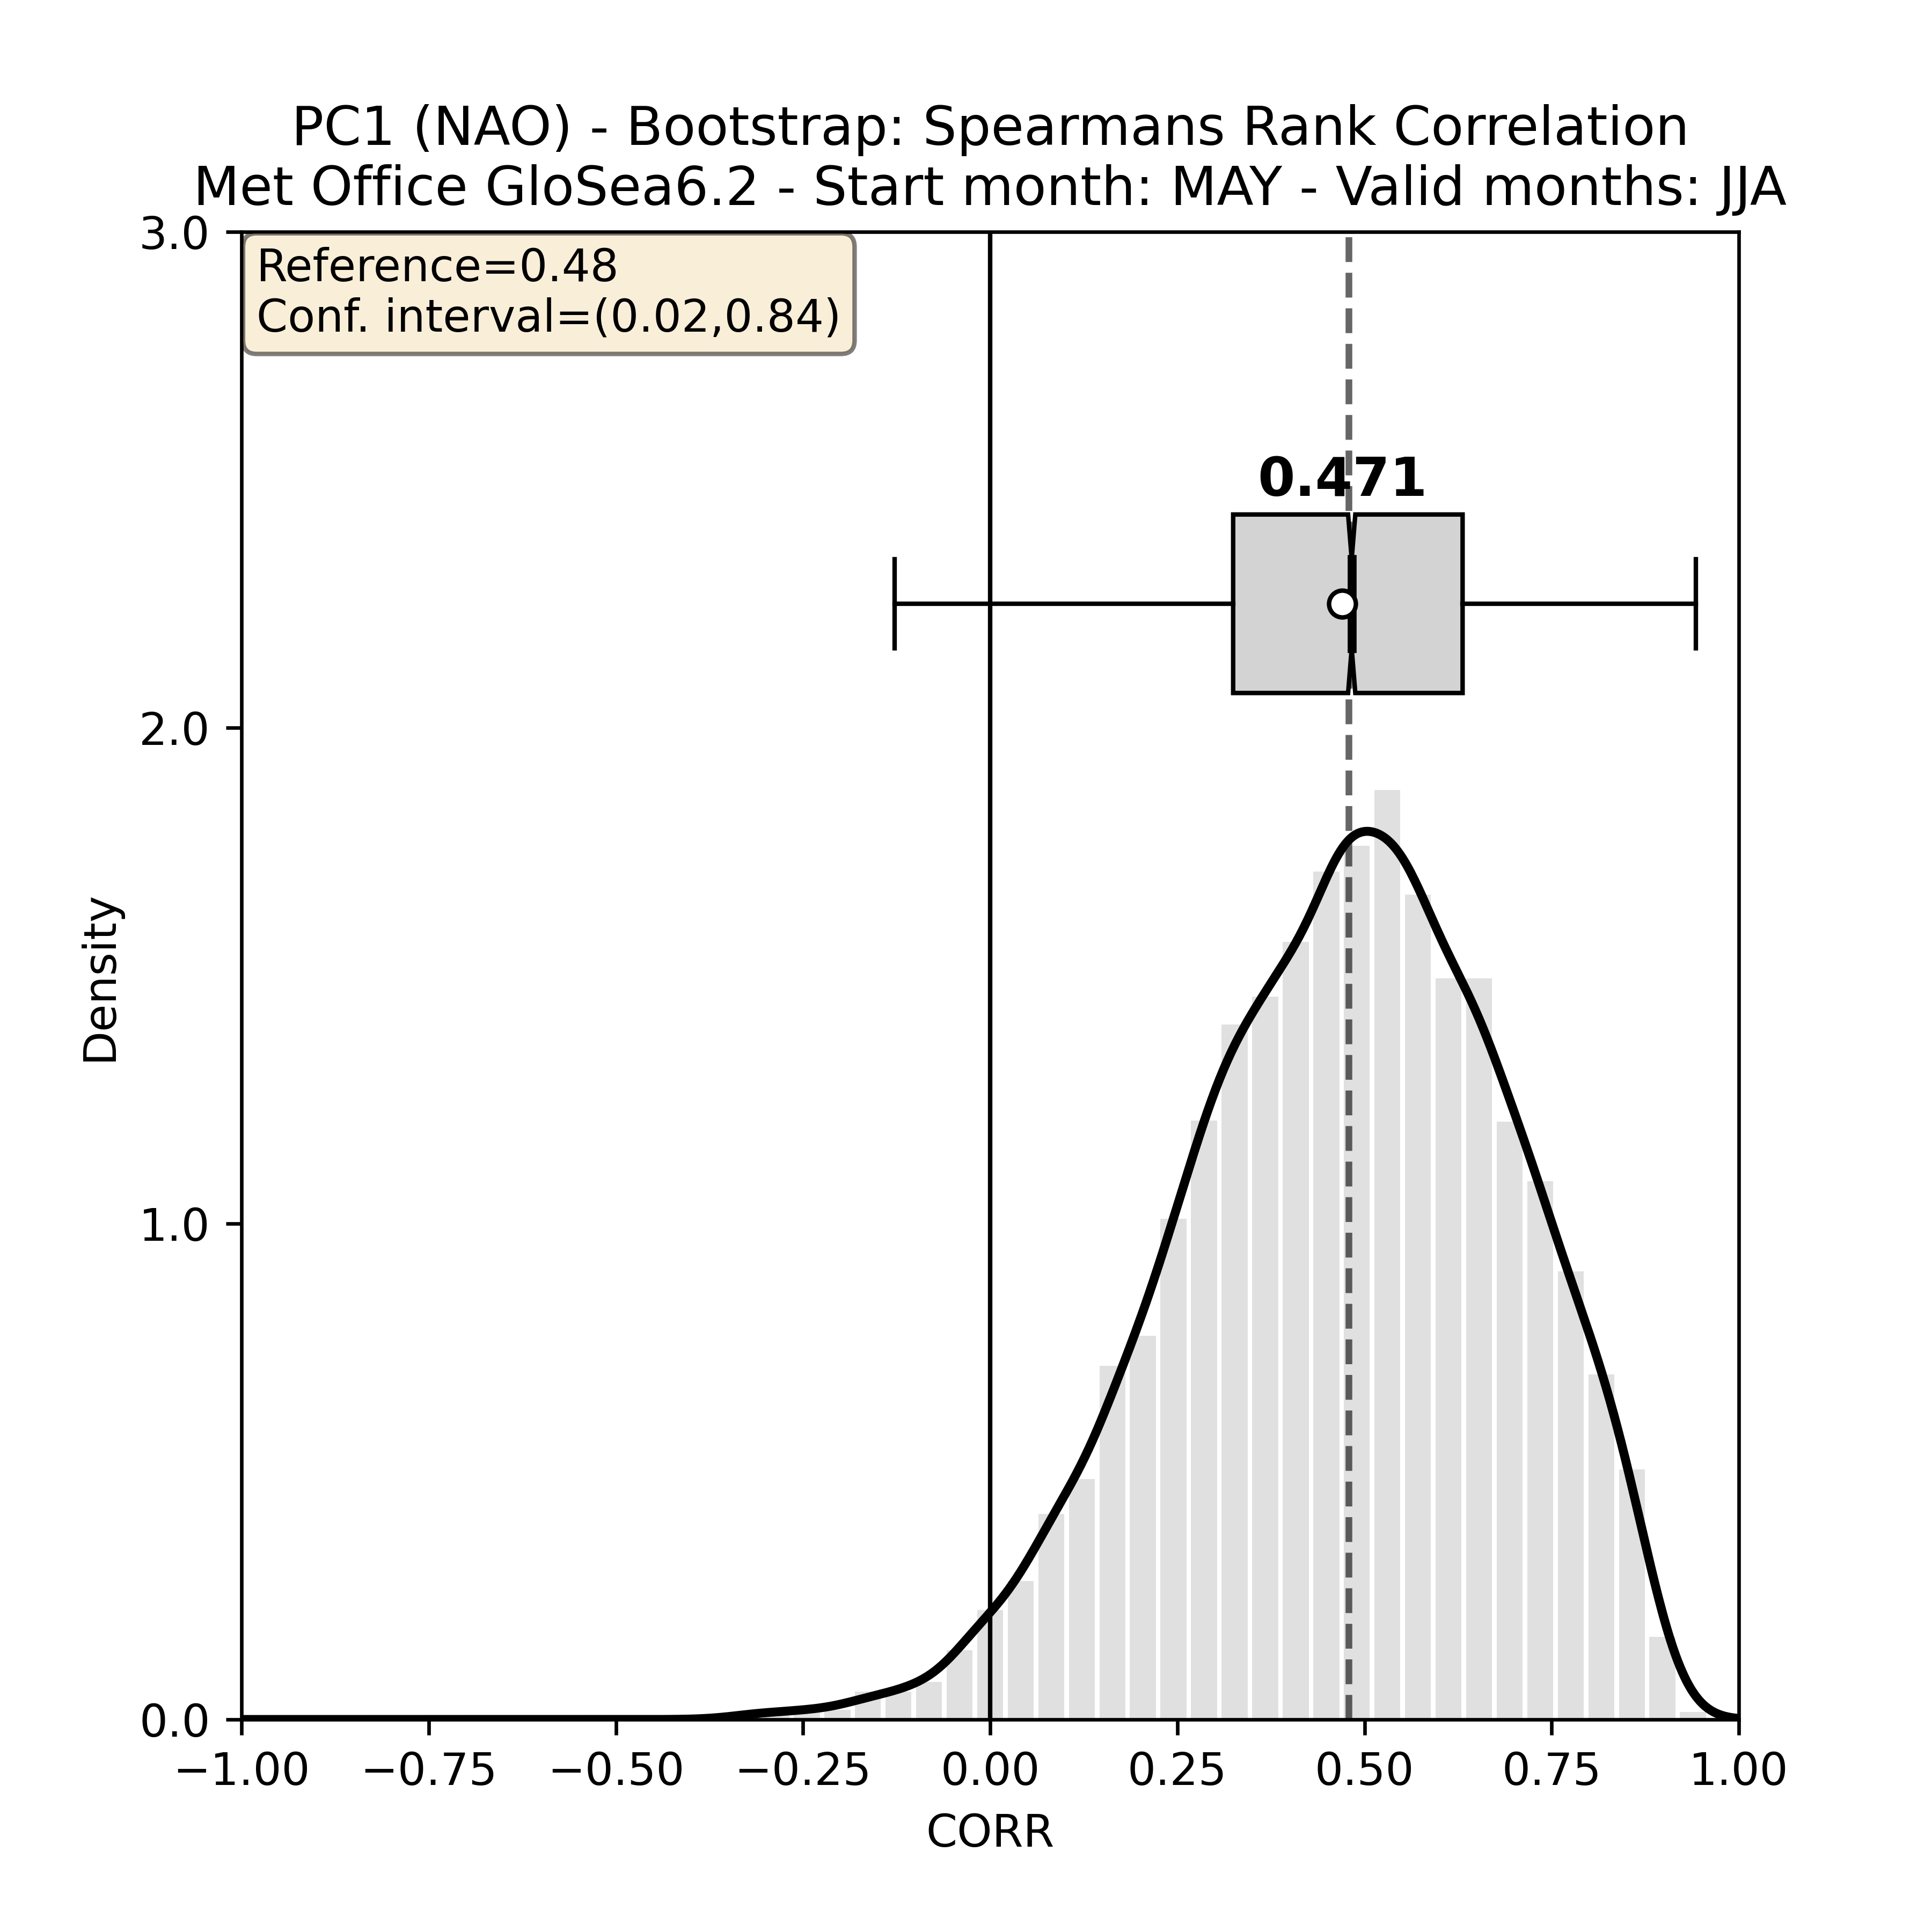 PC1 (NAO) - Bootstrap: Spearmans Rank Correlation
Met Office GloSea6.2 - Start month: MAY - Valid months: JJA
3.0
Reference=0.48
Conf. interval=(0.02,0.84)
0.471
2.0
Density
1.0
0.0
−1.00 −0.75 −0.50 −0.25 0.00 0.25 0.50 0.75 1.00
CORR